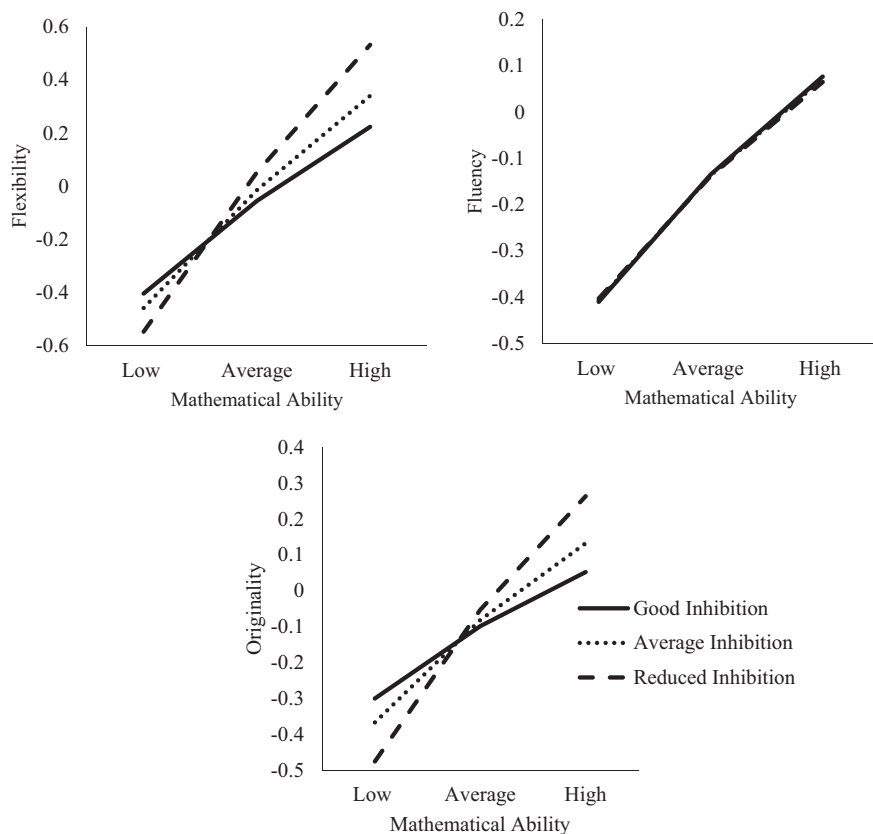 0.6
0.4
0.2
0
-0.2
-0.4
-0.6
Flexibility
Low Average High
Mathematical Ability
0.2
0.1
0
-0.1
-0.2
-0.3
-0.4
-0.5
Fluency
Low Average High
Mathematical Ability
0.4
0.3
0.2
0.1
0
-0.1
-0.2
-0.3
-0.4
-0.5
Originality
Low Average High
Mathematical Ability
Good Inhibition
Average Inhibition
Reduced Inhibition